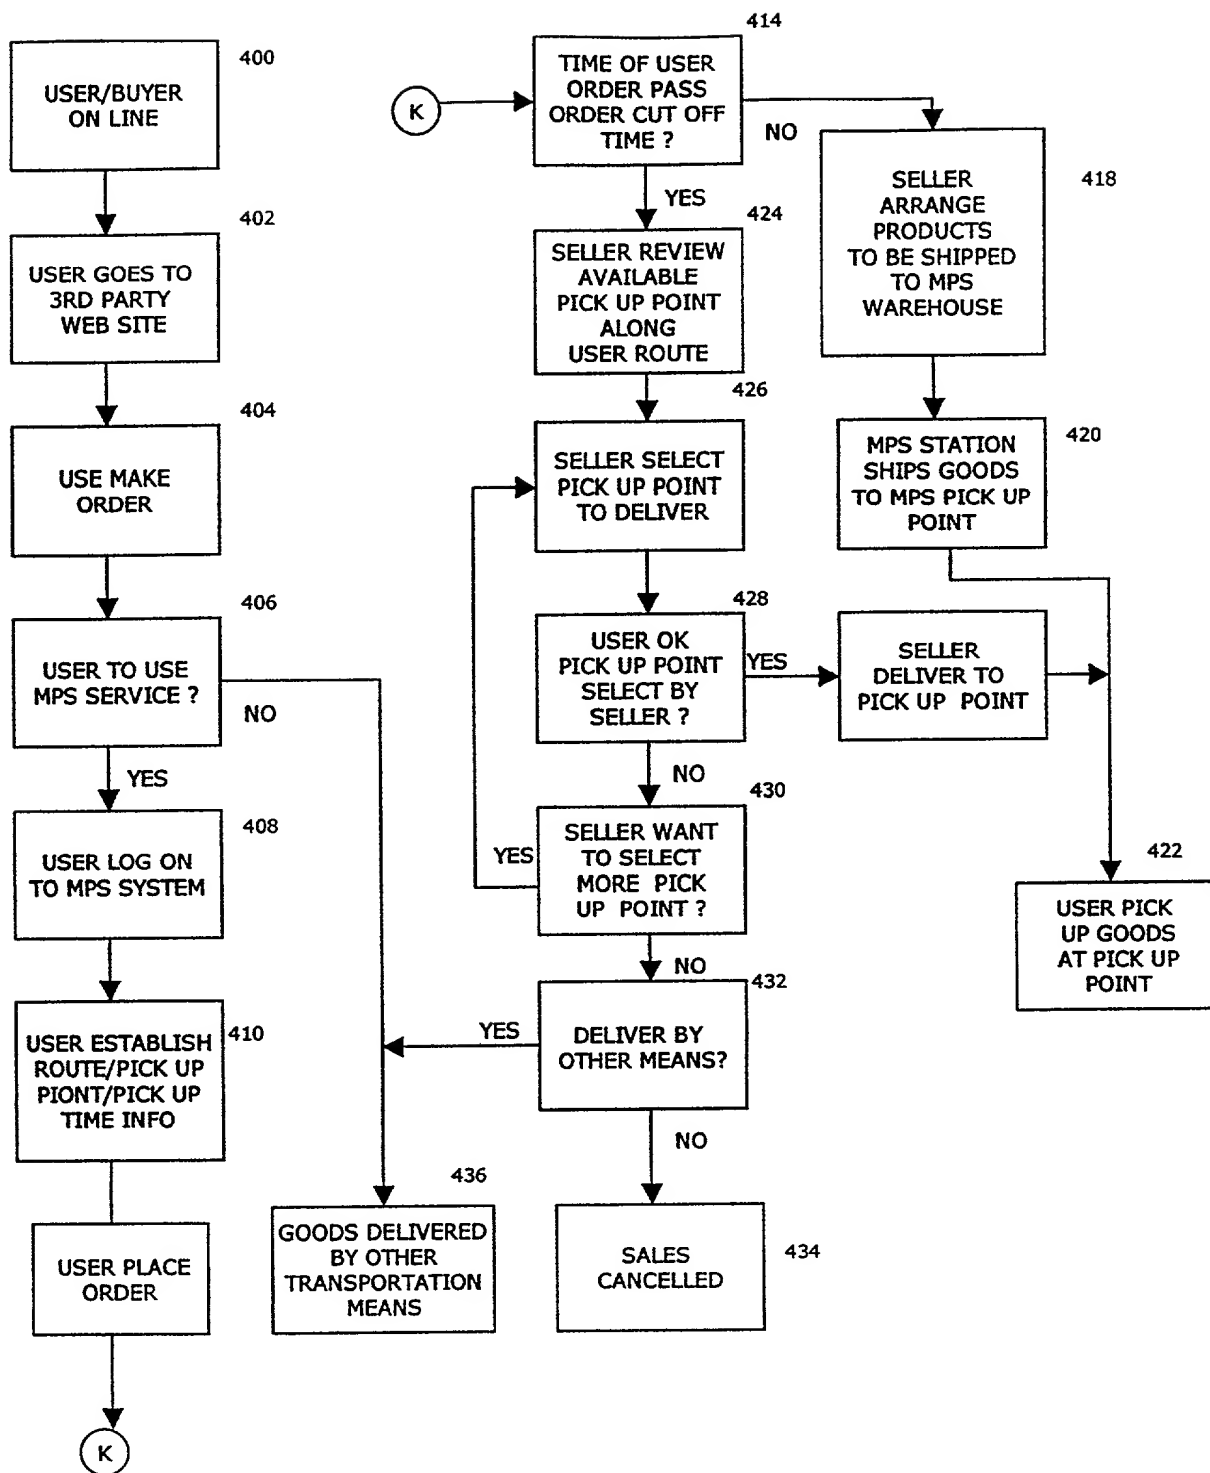 400
USER/BUYER
ON LINE
402
USER GOES TO
3RD PARTY
WEB SITE
404
USE MAKE
ORDER
406
USER TO USE
MPS SERVICE ?
NO
YES
408
USER LOG ON
TO MPS SYSTEM
410
USER ESTABLISH
ROUTE/PICK UP
PIONT/PICK UP
TIME INFO
USER PLACE
ORDER
K
K
414
TIME OF USER
ORDER PASS
ORDER CUT OFF
TIME ?
NO
YES
424
SELLER REVIEW
AVAILABLE
PICK UP POINT
ALONG
USER ROUTE
426
SELLER SELECT
PICK UP POINT
TO DELIVER
428
USER OK
PICK UP POINT
SELECT BY
SELLER ?
YES
NO
430
SELLER WANT
TO SELECT
MORE PICK
UP POINT ?
YES
NO
432
DELIVER BY
OTHER MEANS?
YES
NO
436
GOODS DELIVERED
BY OTHER
TRANSPORTATION
MEANS
SALES
CANCELLED
434
418
SELLER
ARRANGE
PRODUCTS
TO BE SHIPPED
TO MPS
WAREHOUSE
420
MPS STATION
SHIPS GOODS
TO MPS PICK UP
POINT
SELLER
DELIVER TO
PICK UP POINT
422
USER PICK
UP GOODS
AT PICK UP
POINT